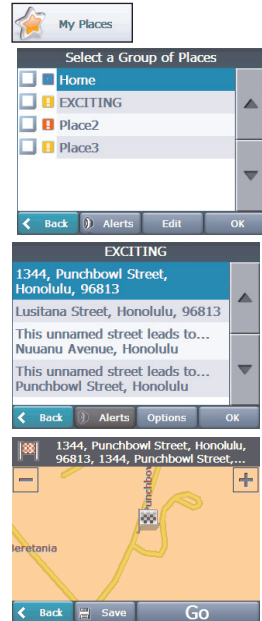 My Places
Select a Group of Places
Home
EXCITING
Place2
Place3
Back
Alerts
Edit
OK
EXCITING
1344, Punchbowl Street,
Honolulu, 96813
Lusitana Street, Honolulu, 96813
This unnamed street leads to...
Nuuanu Avenue, Honolulu
This unnamed street leads to...
Punchbowl Street, Honolulu
Back
Alerts
Options
OK
1344, Punchbowl Street, Honolulu,
96813, 1344, Punchbowl Street,...
Punchbow
eretania
Back
Save
Go